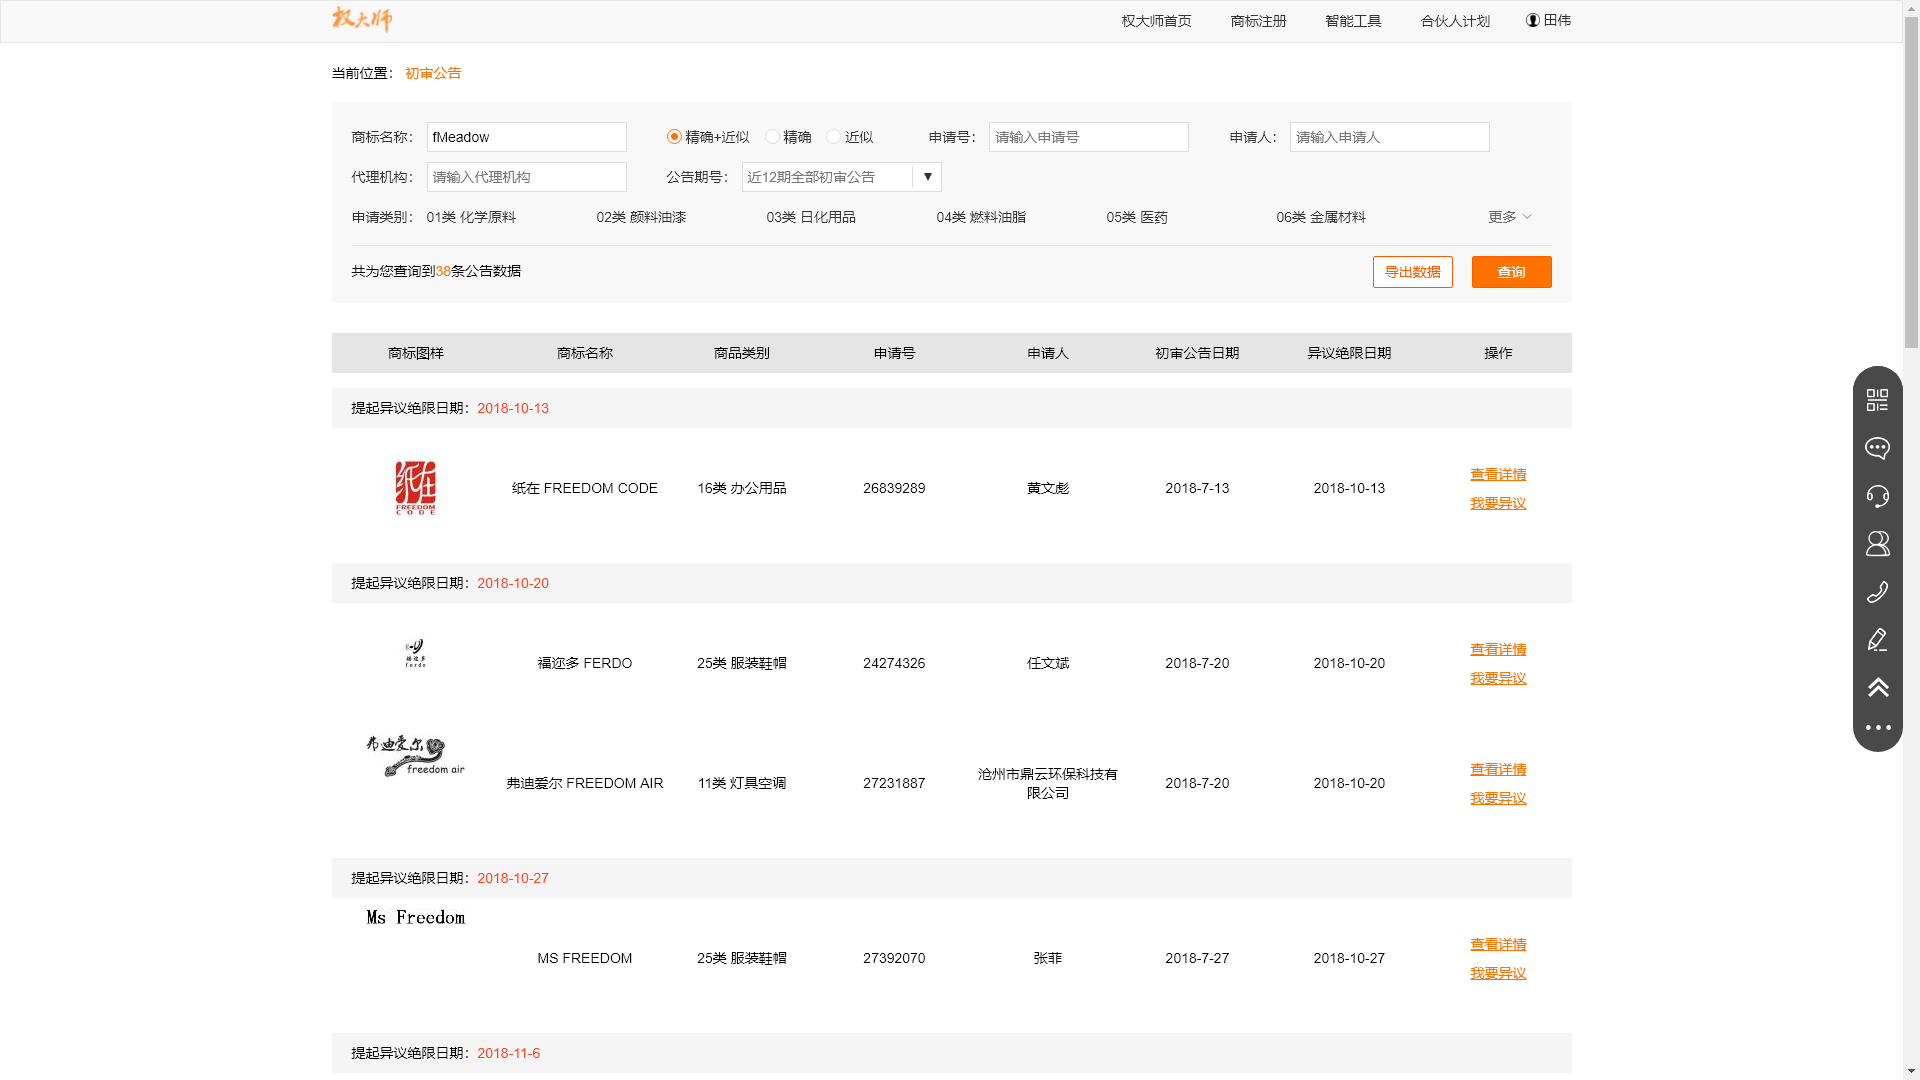 权大师
权大师首页 商标注册 智能工具 合伙人计划 田伟
当前位置： 初审公告
商标名称： fMeadow 精确+近似 精确 近似 申请号： 请输入申请号 申请人： 请输入申请人
代理机构： 请输入代理机构 公告期号： 近12期全部初审公告 ▼
申请类别： 01类 化学原料 02类 颜料油漆 03类 日化用品 04类 燃料油脂 05类 医药 06类 金属材料 更多
共为您查询到38条公告数据 导出数据 查询
商标图样 商标名称 商品类别 申请号 申请人 初审公告日期 异议绝限日期 操作
提起异议绝限日期：2018-10-13
纸在
FREEDOM
CODE
纸在 FREEDOM CODE 16类 办公用品 26839289 黄文彪 2018-7-13 2018-10-13 查看详情
我要异议
提起异议绝限日期：2018-10-20
福迩多
ferdo
福迩多 FERDO 25类 服装鞋帽 24274326 任文斌 2018-7-20 2018-10-20 查看详情
我要异议
弗迪爱尔
freedom air
弗迪爱尔 FREEDOM AIR 11类 灯具空调 27231887 沧州市鼎云环保科技有限公司 2018-7-20 2018-10-20 查看详情
我要异议
提起异议绝限日期：2018-10-27
Ms Freedom
MS FREEDOM 25类 服装鞋帽 27392070 张菲 2018-7-27 2018-10-27 查看详情
我要异议
提起异议绝限日期：2018-11-6